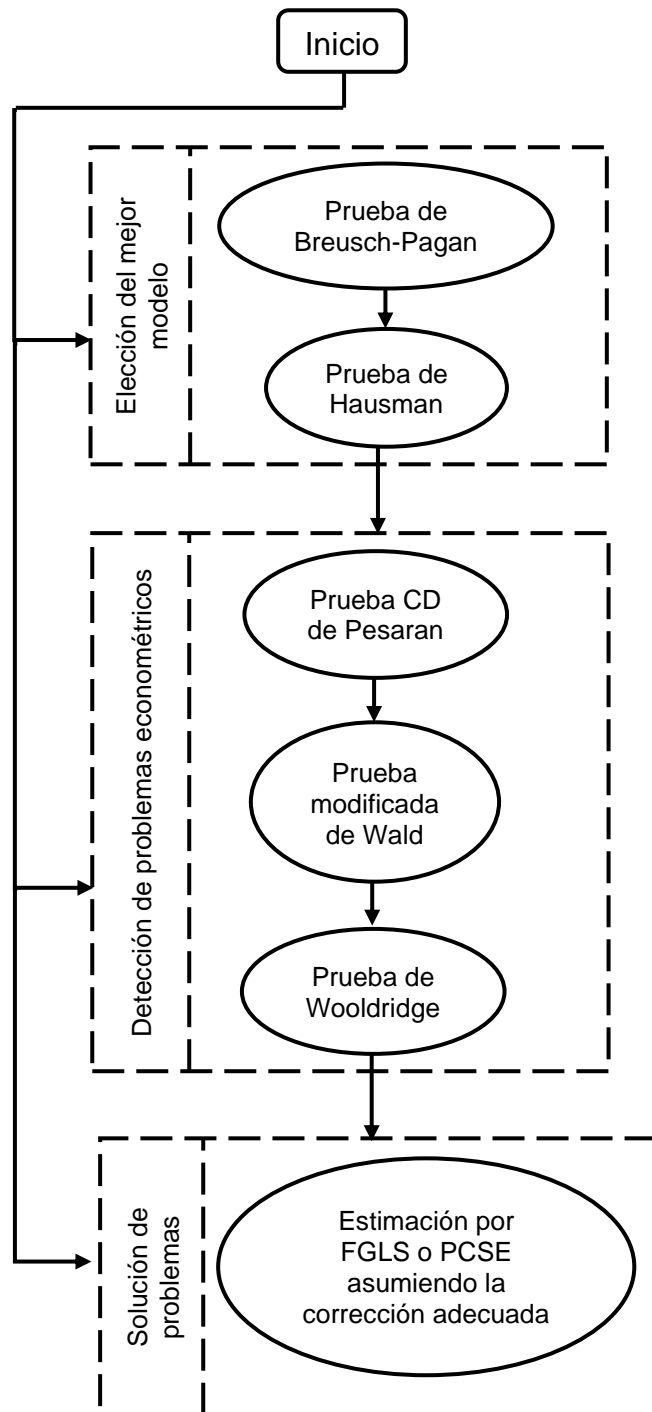 Inicio
Elección del mejor
modelo
Prueba de
Breusch-Pagan
Prueba de
Hausman
Detección de problemas econométricos
Prueba CD
de Pesaran
Prueba
modificada
de Wald
Prueba de
Wooldridge
Solución de
problemas
Estimación por
FGLS o PCSE
asumiendo la
corrección adecuada